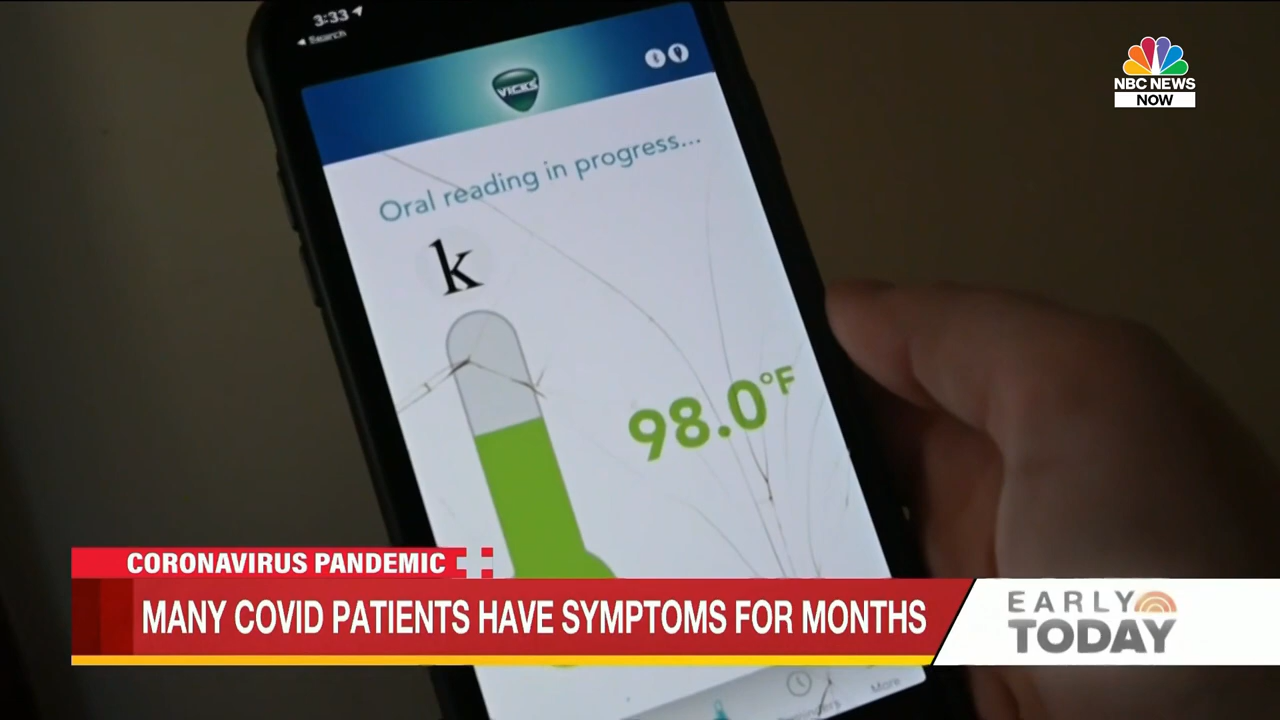 3:33
Search
VICKS
NBC NEWS
NOW
Oral reading in progress...
k
98.0°F
CORONAVIRUS PANDEMIC
MANY COVID PATIENTS HAVE SYMPTOMS FOR MONTHS
EARLY
TODAY
More